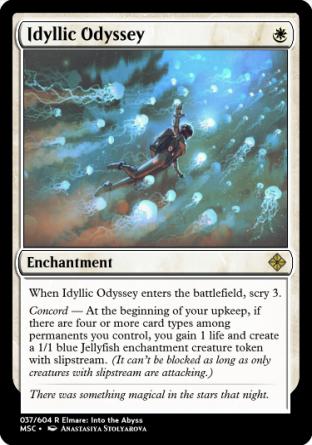 Idyllic Odyssey
Enchantment
When Idyllic Odyssey enters the battlefield, scry 3.
Concord — At the beginning of your upkeep, if
there are four or more card types among
permanents you control, you gain 1 life and create
a 1/1 blue Jellyfish enchantment creature token
with slipstream. (It can't be blocked as long as only
creatures with slipstream are attacking.)
There was something magical in the stars that night.
037/604 R Elmare: Into the Abyss
MSC • Anastasiya Stolyarova